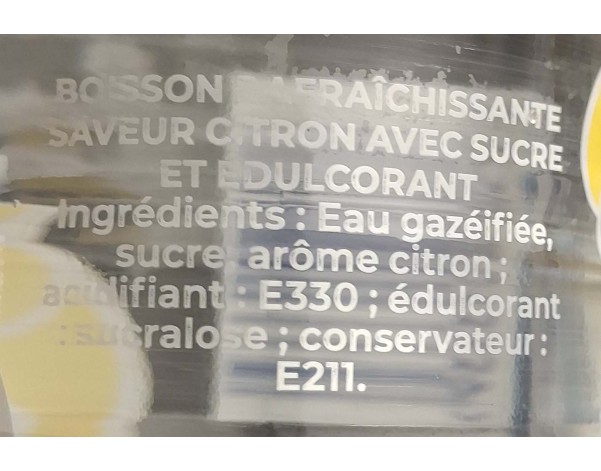 BOISSON RAFRAÎCHISSANTE
SAVEUR CITRON AVEC SUCRE
ET EDULCORANT
Ingrédients : Eau gazéifiée,
sucre, arôme citron ;
acidifiant : E330 ; édulcorant
: sucralose ; conservateur :
E211.